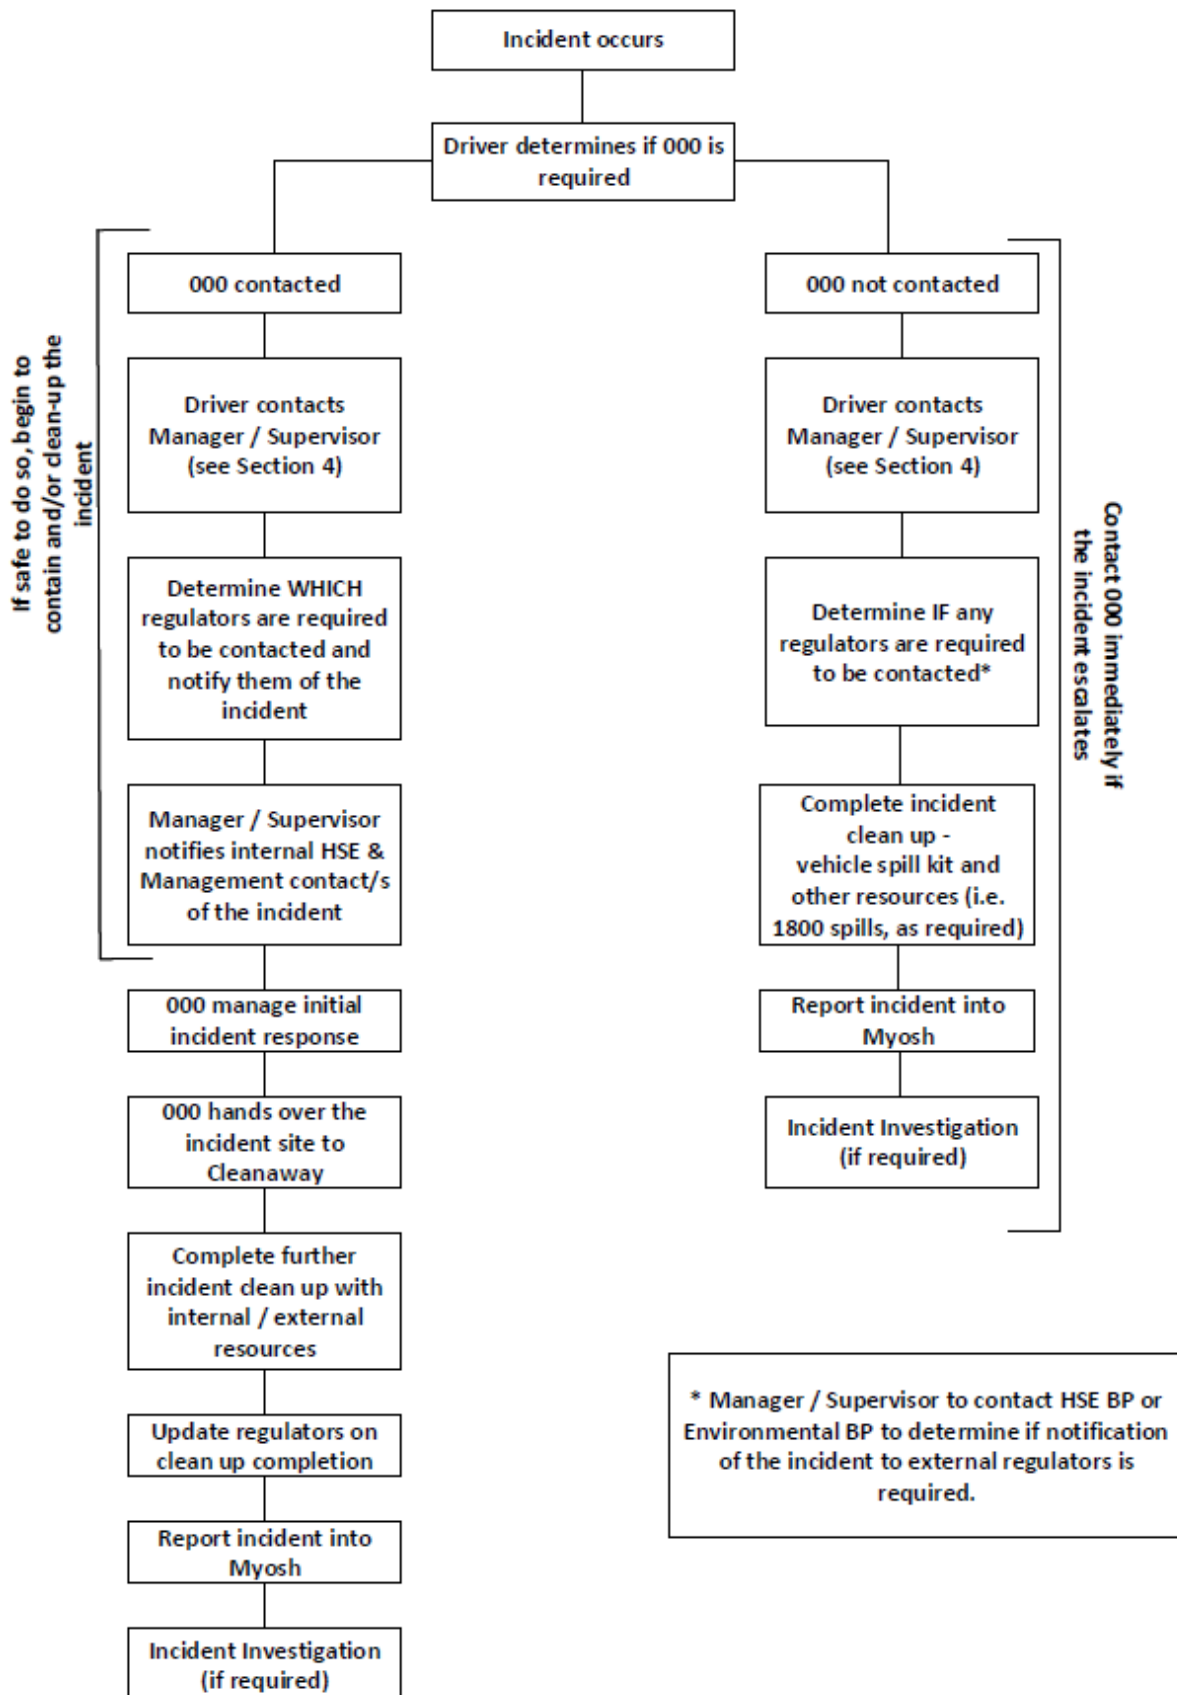 Incident occurs
Driver determines if 000 is
required
If safe to do so, begin to
contain and/or clean-up the
incident
000 contacted
Driver contacts
Manager / Supervisor
(see Section 4)
Determine WHICH
regulators are required
to be contacted and
notify them of the
incident
Manager / Supervisor
notifies internal HSE &
Management contact/s
of the incident
000 manage initial
incident response
000 hands over the
incident site to
Cleanaway
Complete further
incident clean up with
internal / external
resources
Update regulators on
clean up completion
Report incident into
Myosh
Incident Investigation
(if required)
000 not contacted
Driver contacts
Manager / Supervisor
(see Section 4)
Determine IF any
regulators are required
to be contacted*
Complete incident
clean up -
vehicle spill kit and
other resources (i.e.
1800 spills, as required)
Report incident into
Myosh
Incident Investigation
(if required)
Contact 000 immediately if
the incident escalates
* Manager / Supervisor to contact HSE BP or
Environmental BP to determine if notification
of the incident to external regulators is
required.